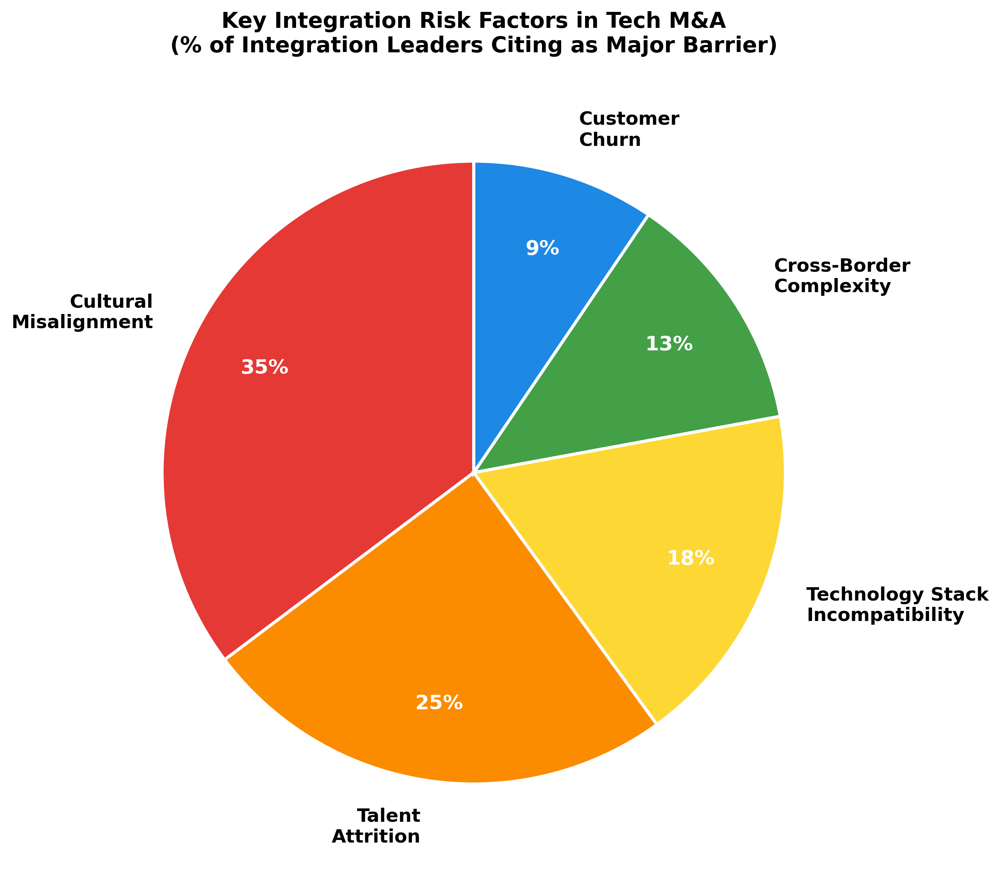 Key Integration Risk Factors in Tech M&A
(% of Integration Leaders Citing as Major Barrier)
Customer
Churn
9%
Cross-Border
Complexity
13%
Cultural
Misalignment
35%
18%
Technology Stack
Incompatibility
25%
Talent
Attrition